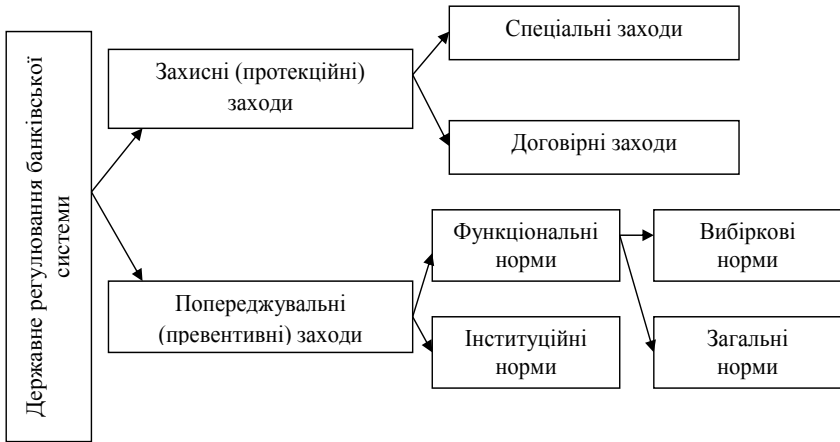 Державне регулювання банківської
системи
Захисні (протекційні)
заходи
Спеціальні заходи
Договірні заходи
Попереджувальні
(превентивні) заходи
Функціональні
норми
Інституційні
норми
Вибіркові
норми
Загальні
норми